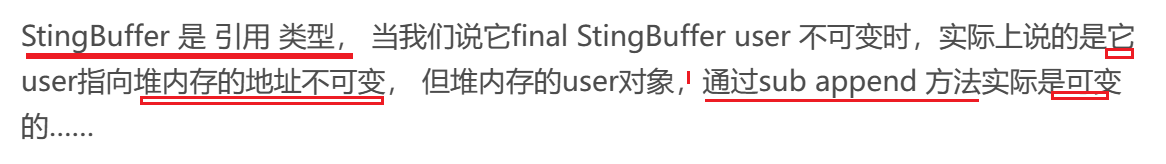 StingBuffer 是 引用 类型， 当我们说它final StingBuffer user 不可变时，实际上说的是它
user指向堆内存的地址不可变， 但堆内存的user对象，通过sub append 方法实际是可变
的......